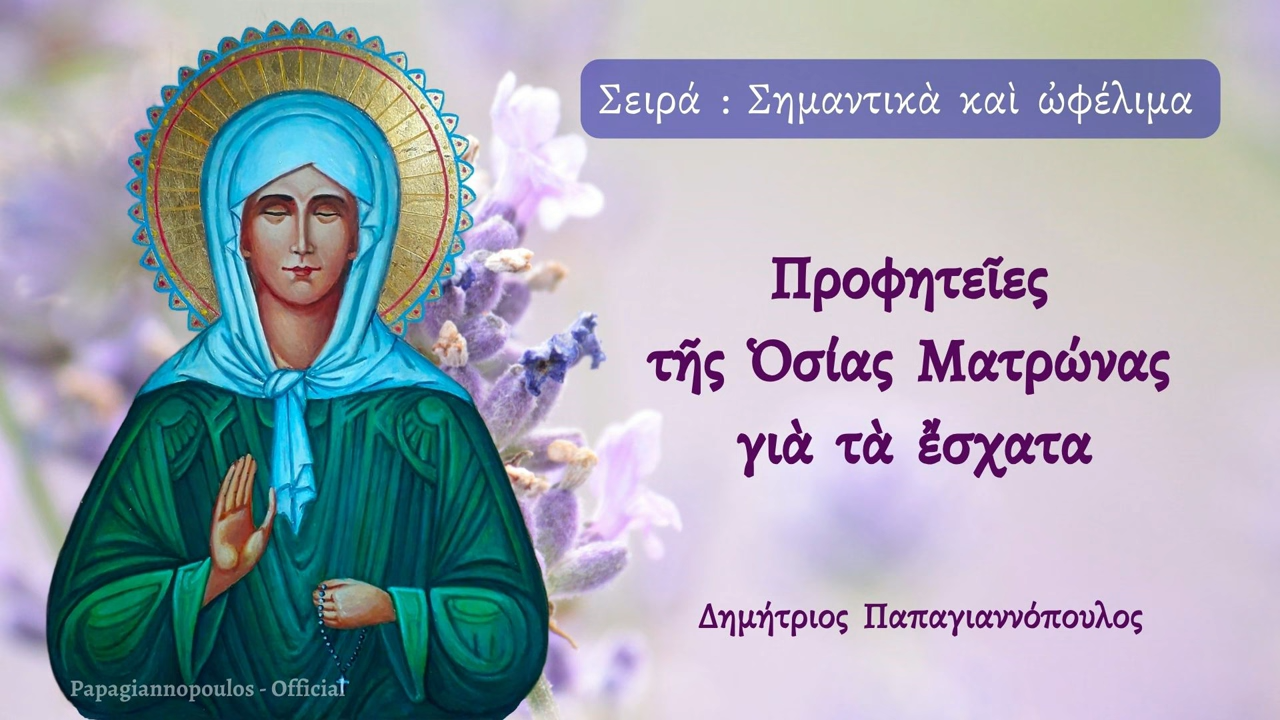 Σειρά : Σημαντικὰ καὶ ὠφέλιμα
Προφητεῖες
τῆς Ὁσίας Ματρώνας
γιὰ τὰ ἔσχατα
Δημήτριος Παπαγιαννόπουλος
Papagiannopoulos - Official